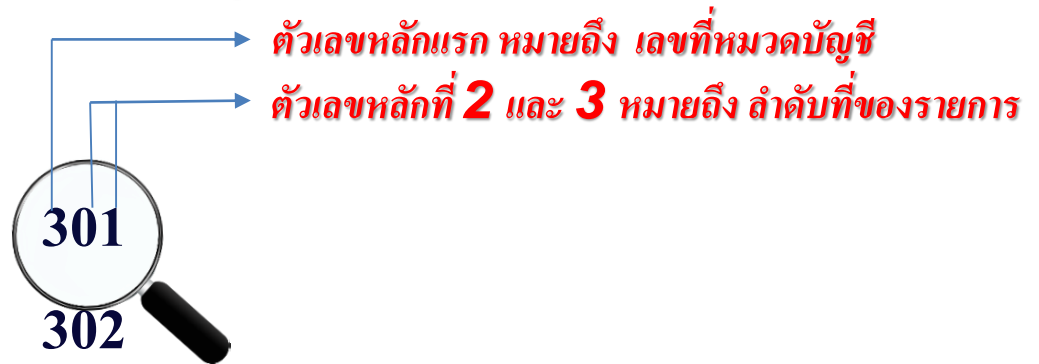 ตัวเลขหลักแรก หมายถึง เลขที่หมวดบัญชี
ตัวเลขหลักที่ 2 และ 3 หมายถึง ลำดับที่ของรายการ
301
302